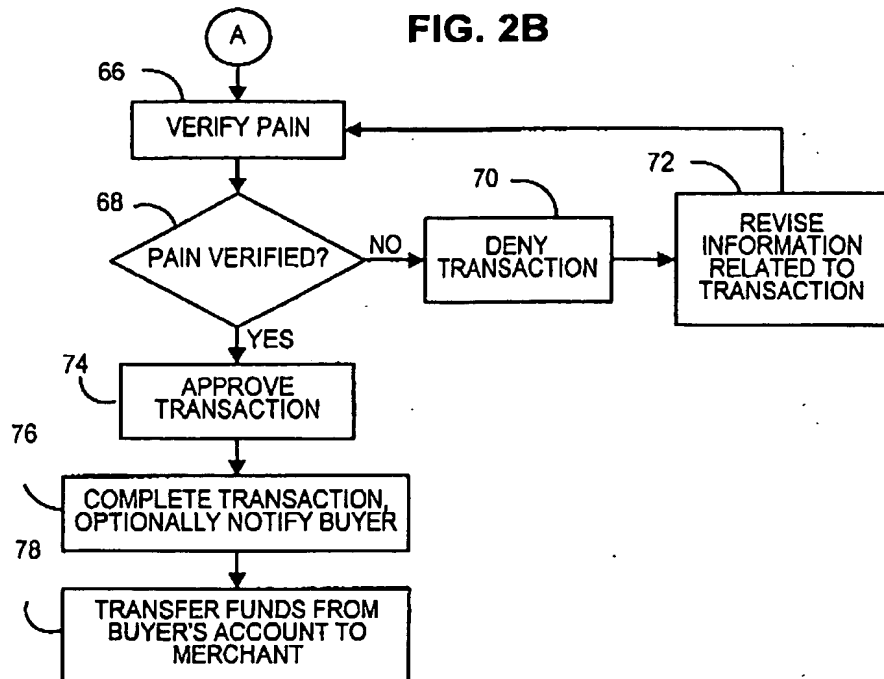 A
FIG. 2B
66
VERIFY PAIN
68
PAIN VERIFIED?
NO
70
DENY
TRANSACTION
72
REVISE
INFORMATION
RELATED TO
TRANSACTION
YES
74
APPROVE
TRANSACTION
76
COMPLETE TRANSACTION,
OPTIONALLY NOTIFY BUYER
78
TRANSFER FUNDS FROM
BUYER'S ACCOUNT TO
MERCHANT